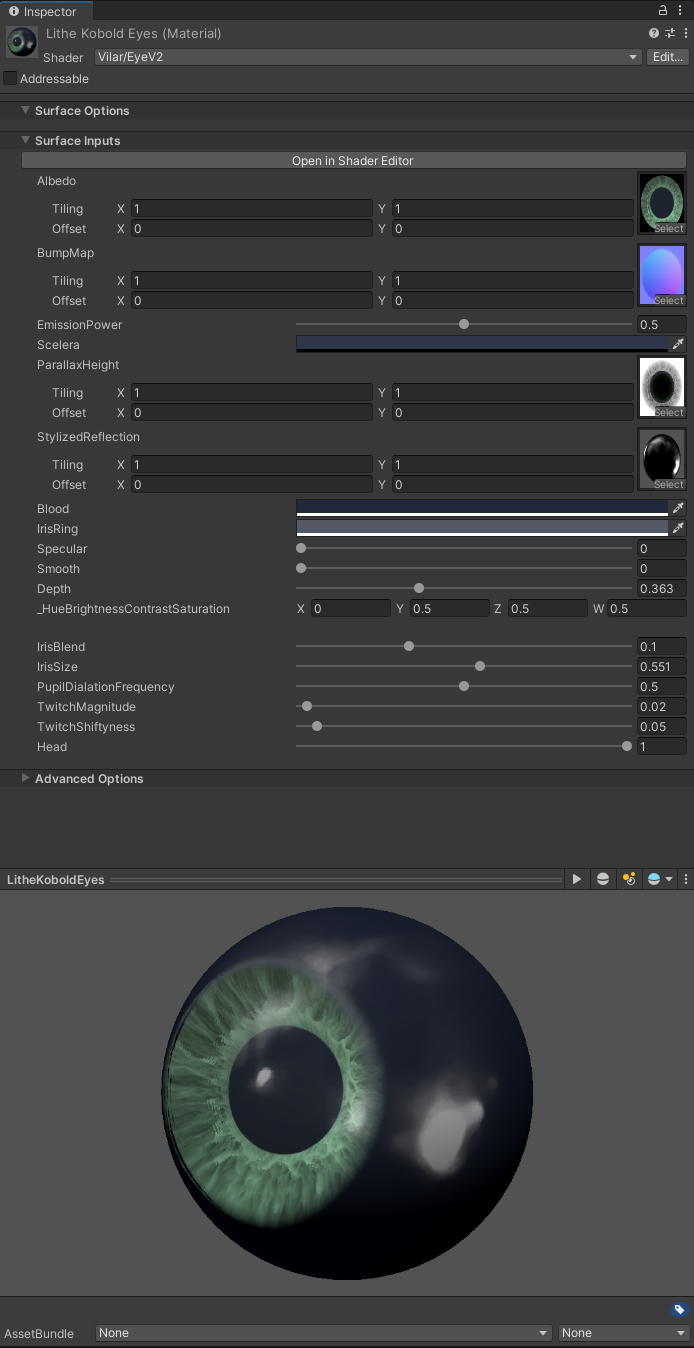 Inspector
Lithe Kobold Eyes (Material)
Shader Vilar/EyeV2 Edit...
Addressable
Surface Options
Surface Inputs
Open in Shader Editor
Albedo
Tiling X 1 Y 1
Offset X 0 Y 0 Select
BumpMap
Tiling X 1 Y 1
Offset X 0 Y 0 Select
EmissionPower 0.5
Scelera
ParallaxHeight
Tiling X 1 Y 1
Offset X 0 Y 0 Select
StylizedReflection
Tiling X 1 Y 1
Offset X 0 Y 0 Select
Blood
IrisRing
Specular 0
Smooth 0
Depth 0.363
_HueBrightnessContrastSaturation X 0 Y 0.5 Z 0.5 W 0.5
IrisBlend 0.1
IrisSize 0.551
PupilDialationFrequency 0.5
TwitchMagnitude 0.02
TwitchShiftyness 0.05
Head 1
Advanced Options
LitheKoboldEyes
AssetBundle None None